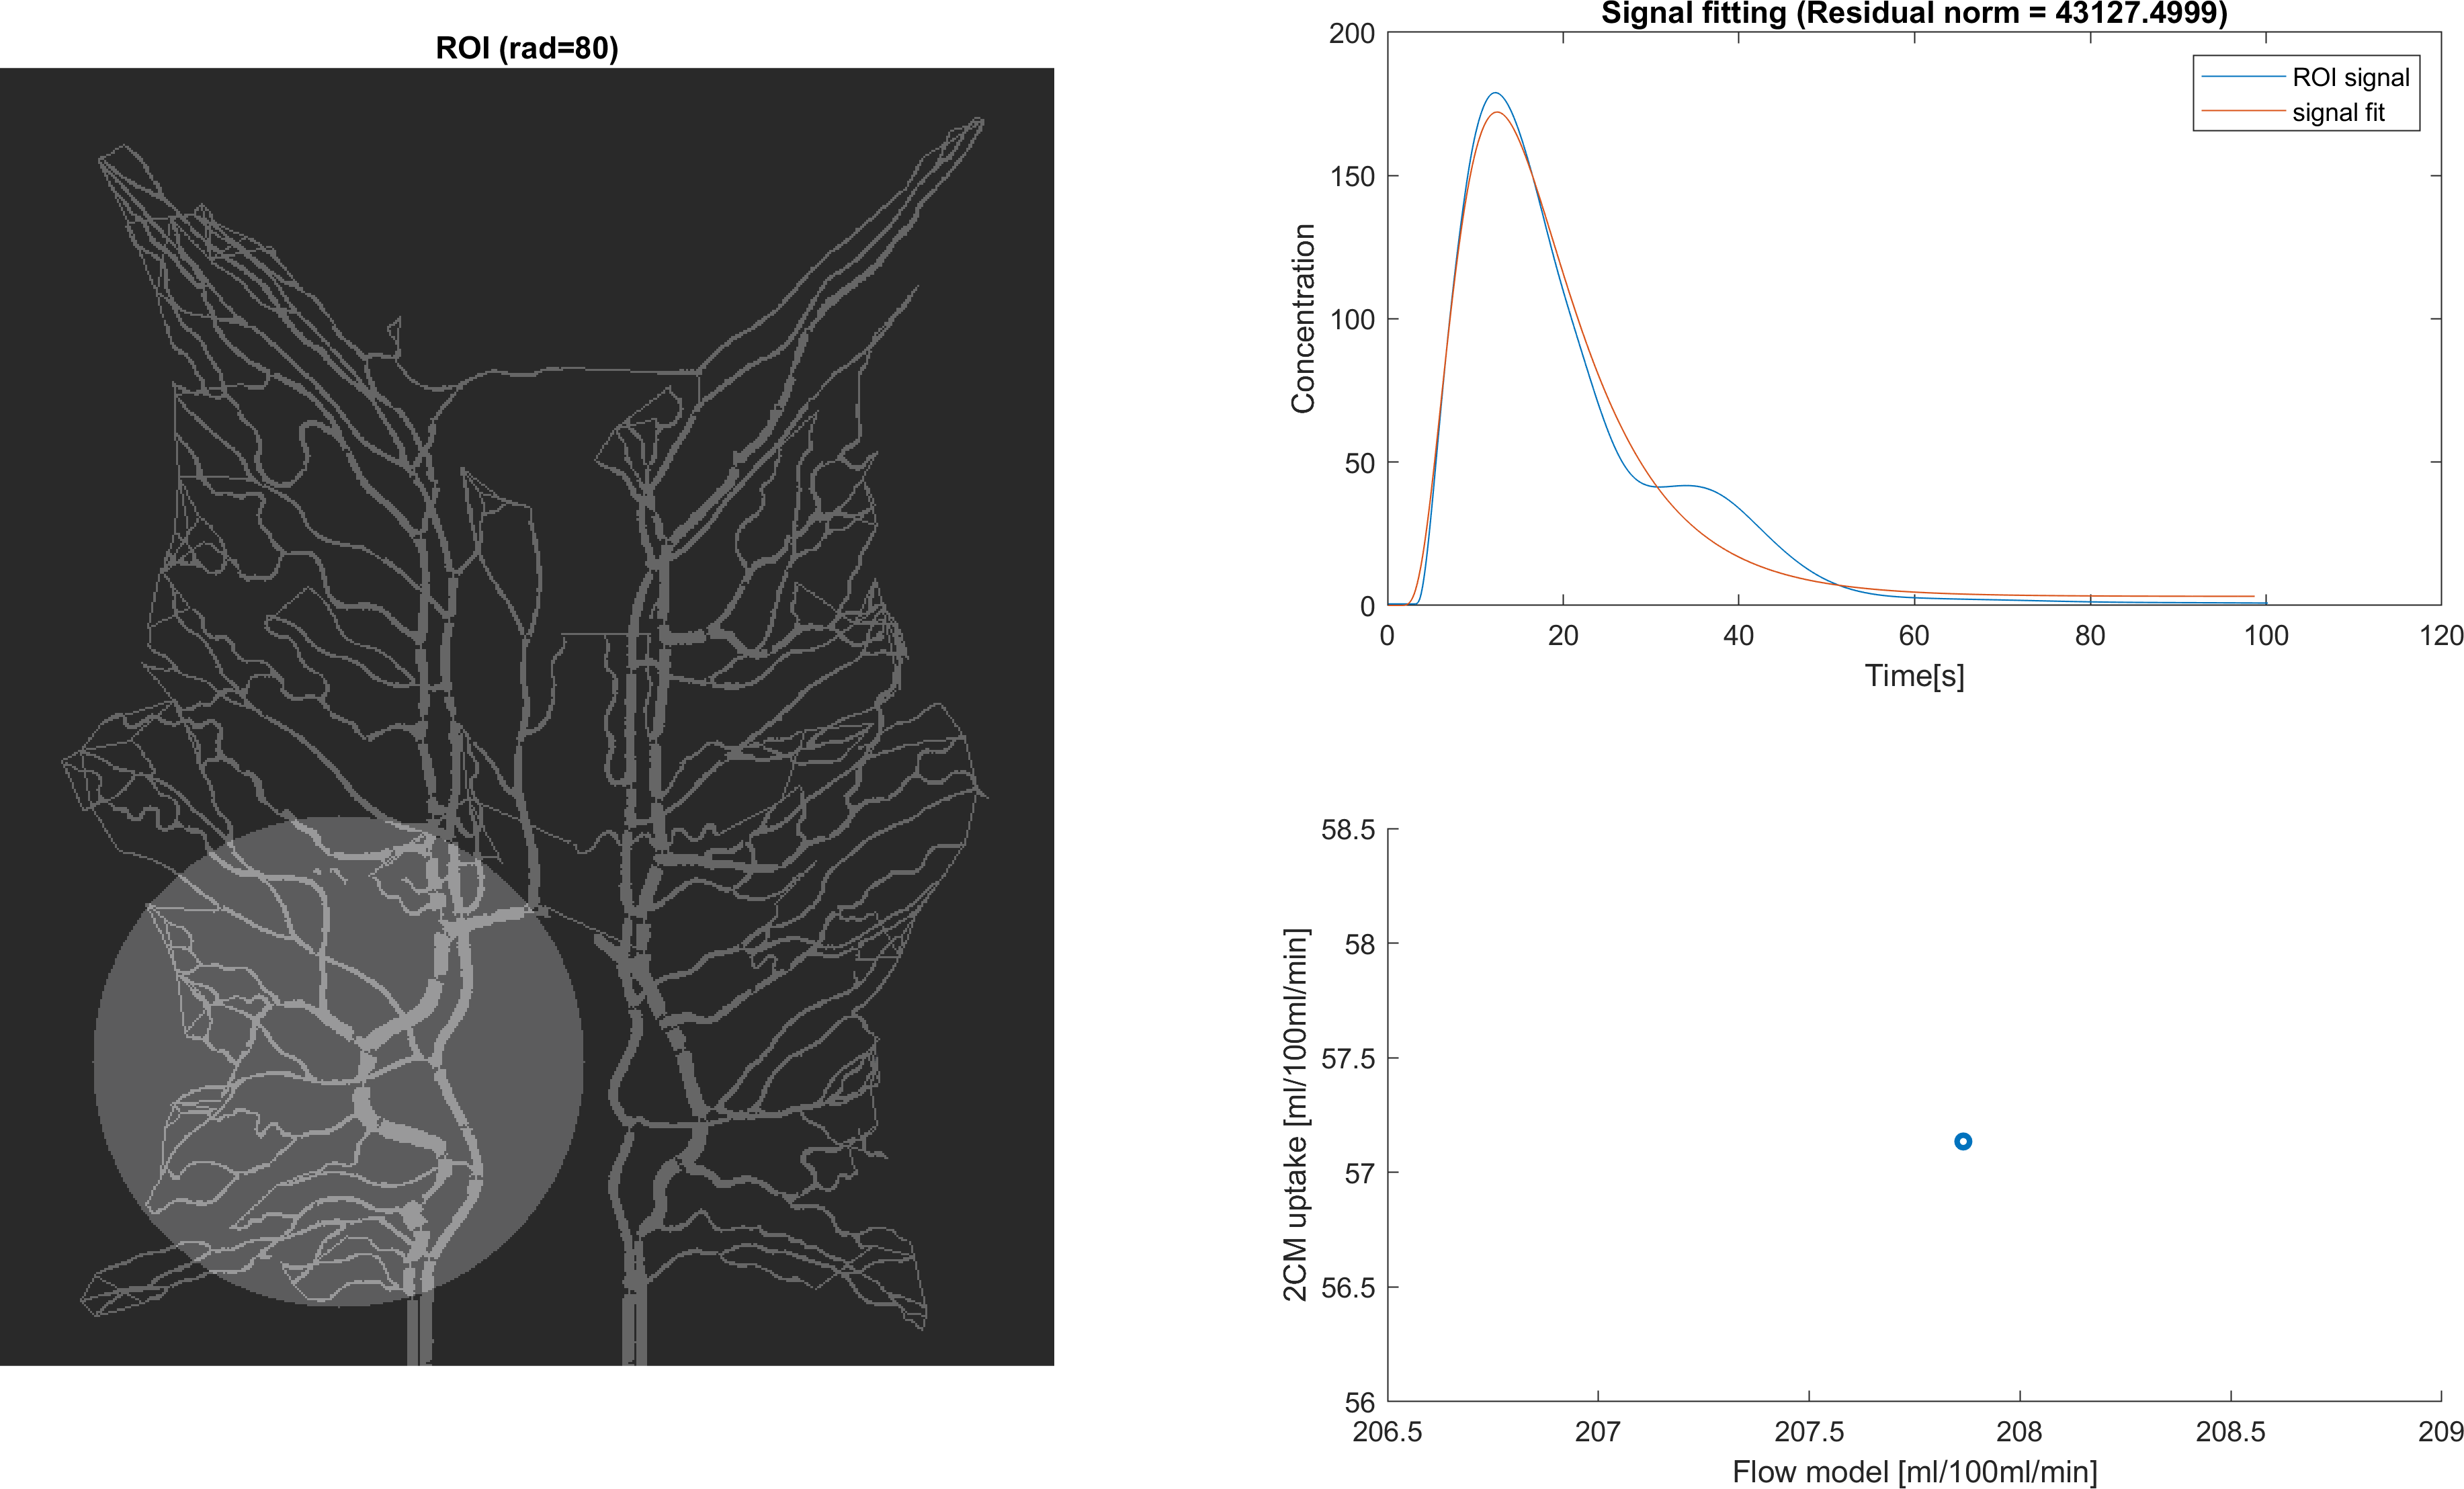 ROI (rad=80)
Signal fitting (Residual norm = 43127.4999)
200
150
100
50
0
Concentration
ROI signal
signal fit
0 20 40 60 80 100 120
Time[s]
58.5
58
57.5
57
56.5
56
2CM uptake [ml/100ml/min]
206.5 207 207.5 208 208.5 209
Flow model [ml/100ml/min]